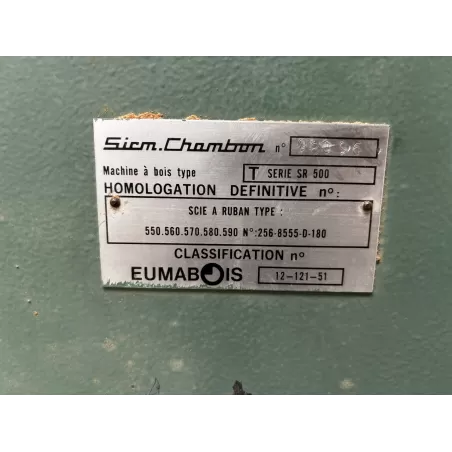 Sicm.Chambon n°
Machine à bois type T SERIE SR 500
HOMOLOGATION DEFINITIVE n°:
SCIE A RUBAN TYPE :
550.560.570.580.590 N°:256-8555-D-180
CLASSIFICATION n°
EUMABOIS 12-121-51